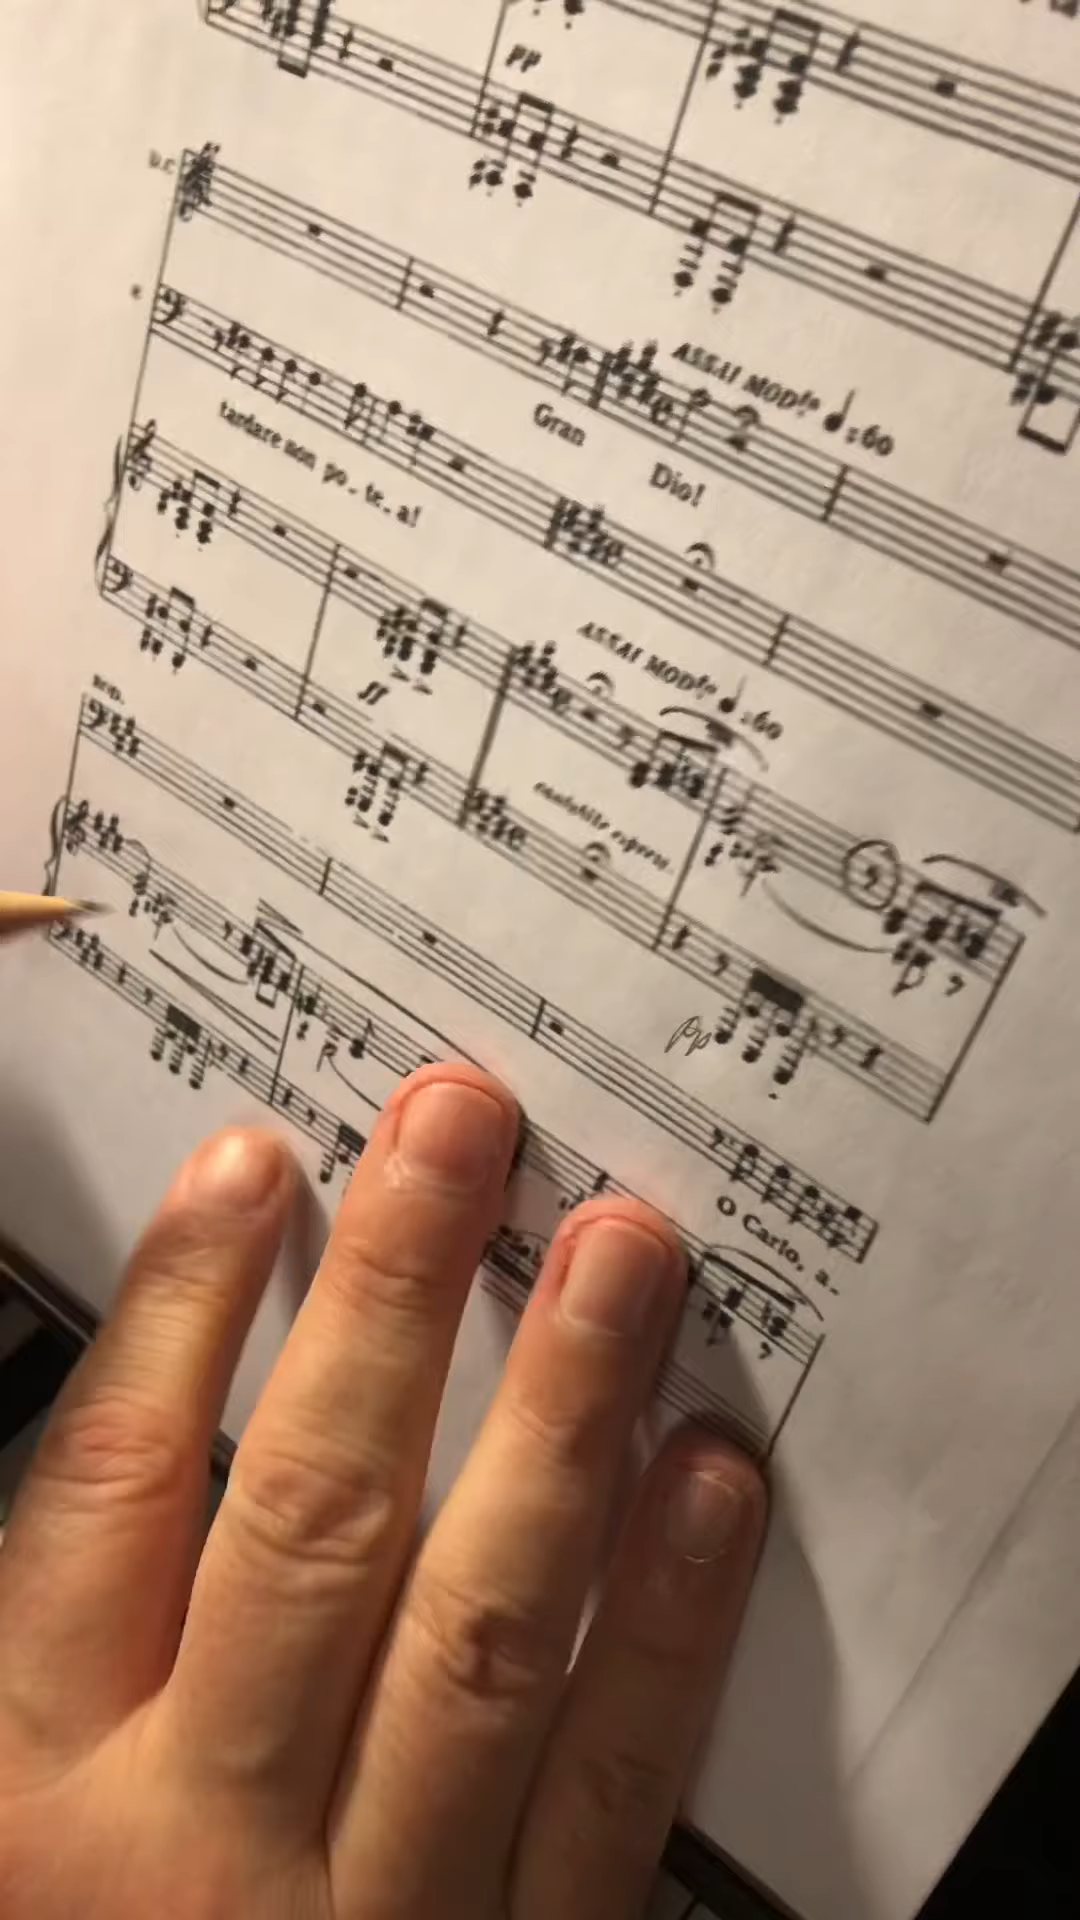 pp
ASSAI MOD^to ♩ = 60
Gran Dio!
tardare non po - te - a!
ff
ASSAI MOD^to ♩ = 60
cantabile espress.
pp
O Carlo, a -